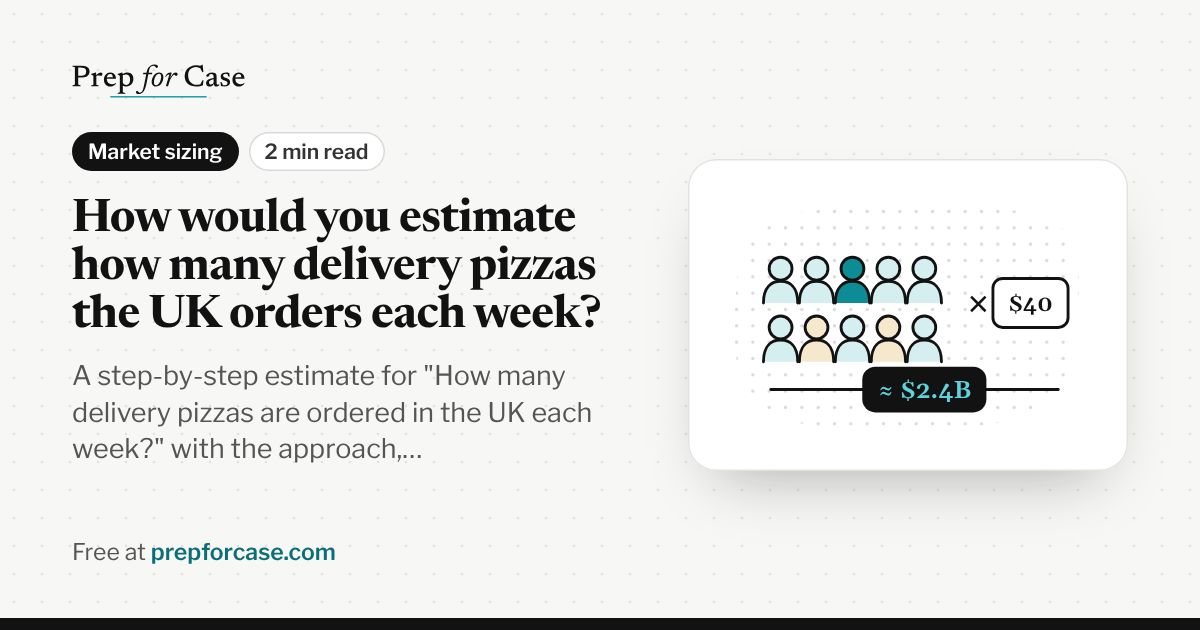 Prep for Case
Market sizing
2 min read
How would you estimate
how many delivery pizzas
the UK orders each week?
A step-by-step estimate for "How many
delivery pizzas are ordered in the UK each
week?" with the approach,...
Free at prepforcase.com
× $40
≈ $2.4B